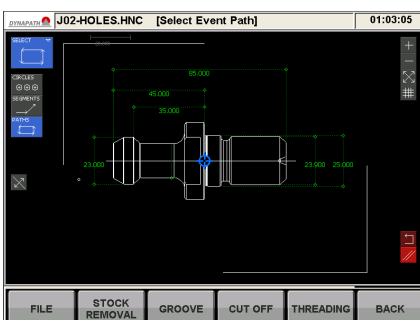 DYNAPATH J02-HOLES.HNC [Select Event Path] 01:03:05
SELECT
CIRCLES
SEGMENTS
PATHS
85.000
45.000
35.000
23.000
23.900 25.000
FILE STOCK REMOVAL GROOVE CUT OFF THREADING BACK